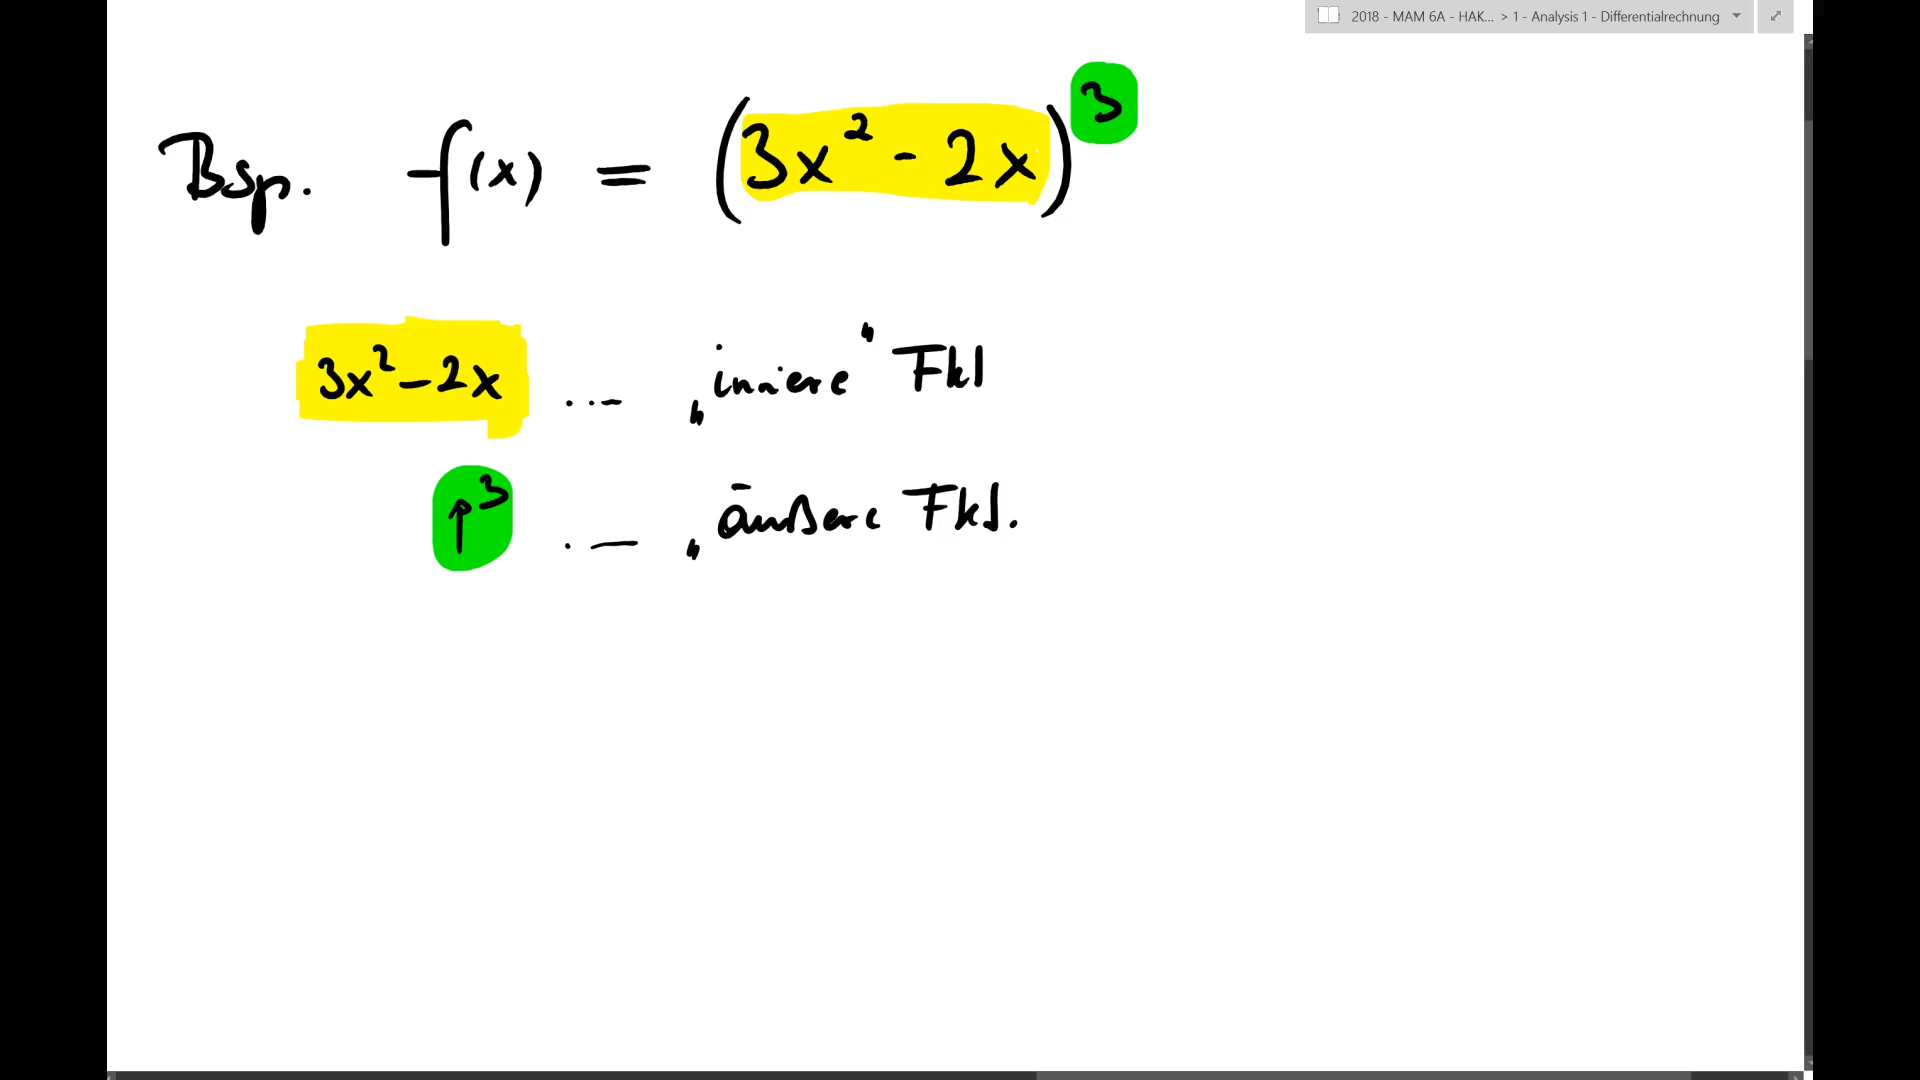 2018 - MAM 6A - HAK... > 1 - Analysis 1 - Differentialrechnung
Bsp. f(x) = (3x² - 2x)³
3x² - 2x ... „innere" Fkt
↑³ ... „äußere Fkt.